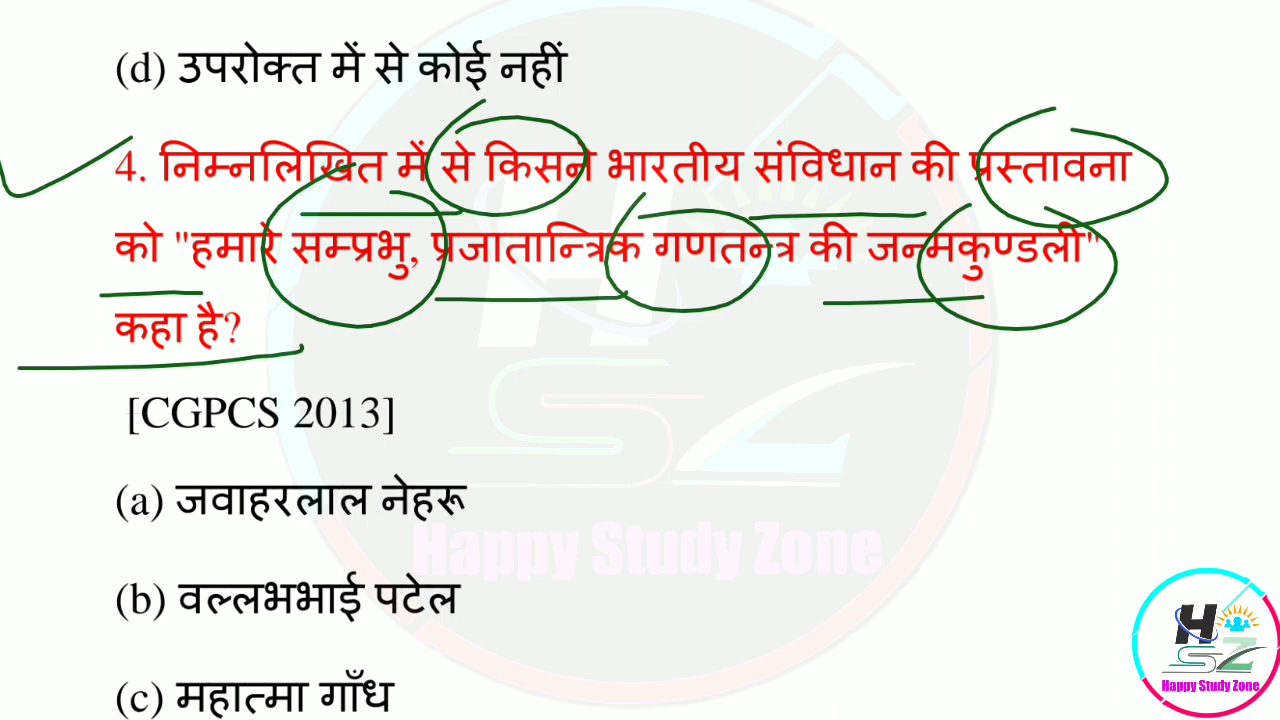 (d) उपरोक्त में से कोई नहीं
4. निम्नलिखित में से किसने भारतीय संविधान की प्रस्तावना
को "हमारे सम्प्रभु, प्रजातान्त्रिक गणतन्त्र की जन्मकुण्डली"
कहा है?
[CGPCS 2013]
(a) जवाहरलाल नेहरू
Happy Study Zone
(b) वल्लभभाई पटेल
(c) महात्मा गाँध
H
SZ
Happy Study Zone